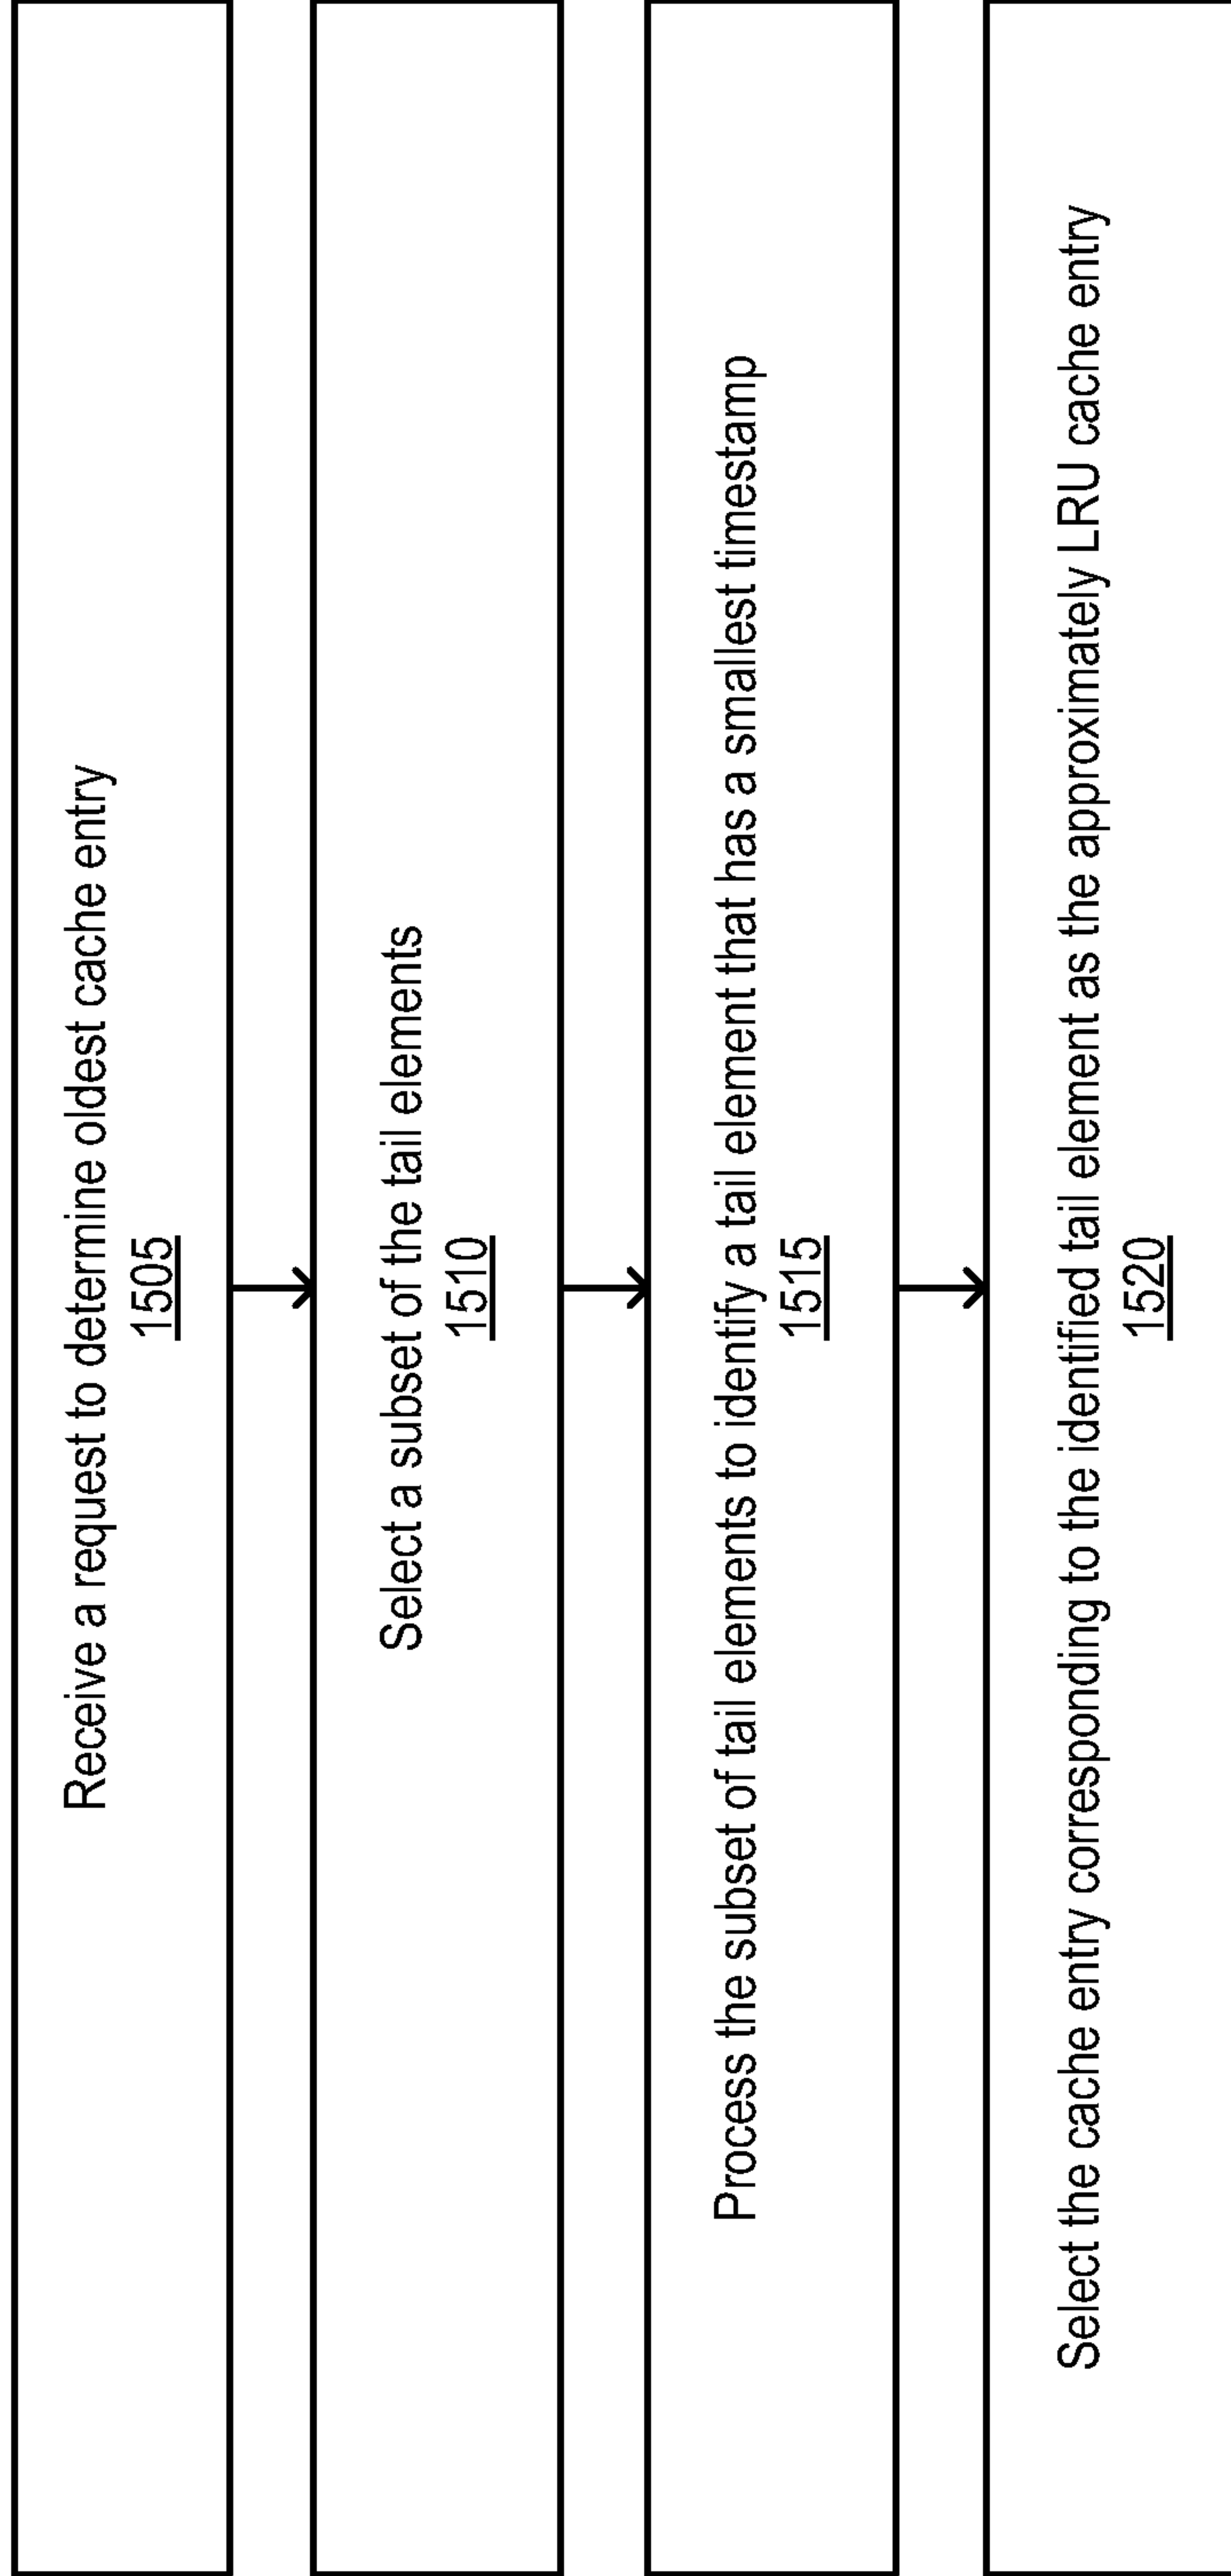 Receive a request to determine oldest cache entry
1505
Select a subset of the tail elements
1510
Process the subset of tail elements to identify a tail element that has a smallest timestamp
1515
Select the cache entry corresponding to the identified tail element as the approximately LRU cache entry
1520